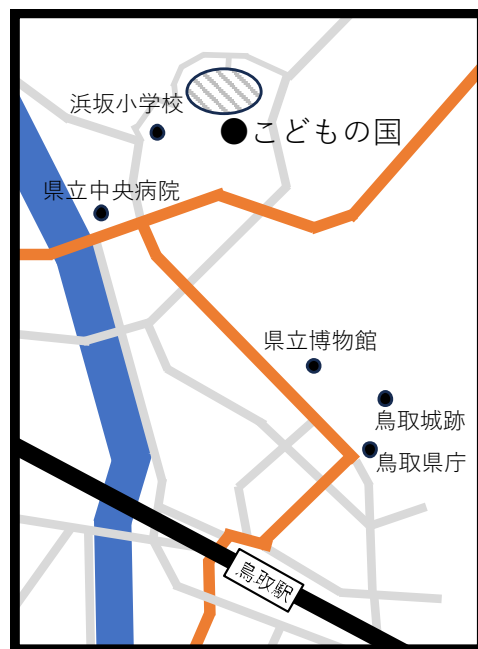 浜坂小学校
こどもの国
県立中央病院
県立博物館
鳥取城跡
鳥取県庁
鳥取駅